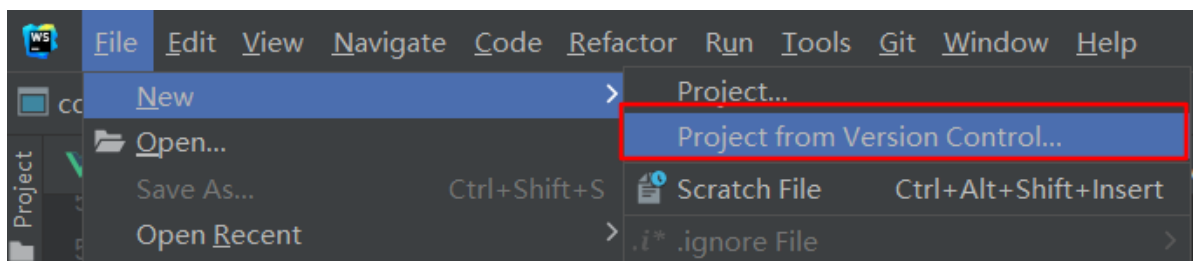 WS File Edit View Navigate Code Refactor Run Tools Git Window Help
cc New Project...
Project from Version Control...
Open...
Project
Save As... Ctrl+Shift+S Scratch File Ctrl+Alt+Shift+Insert
Open Recent .i* .ignore File